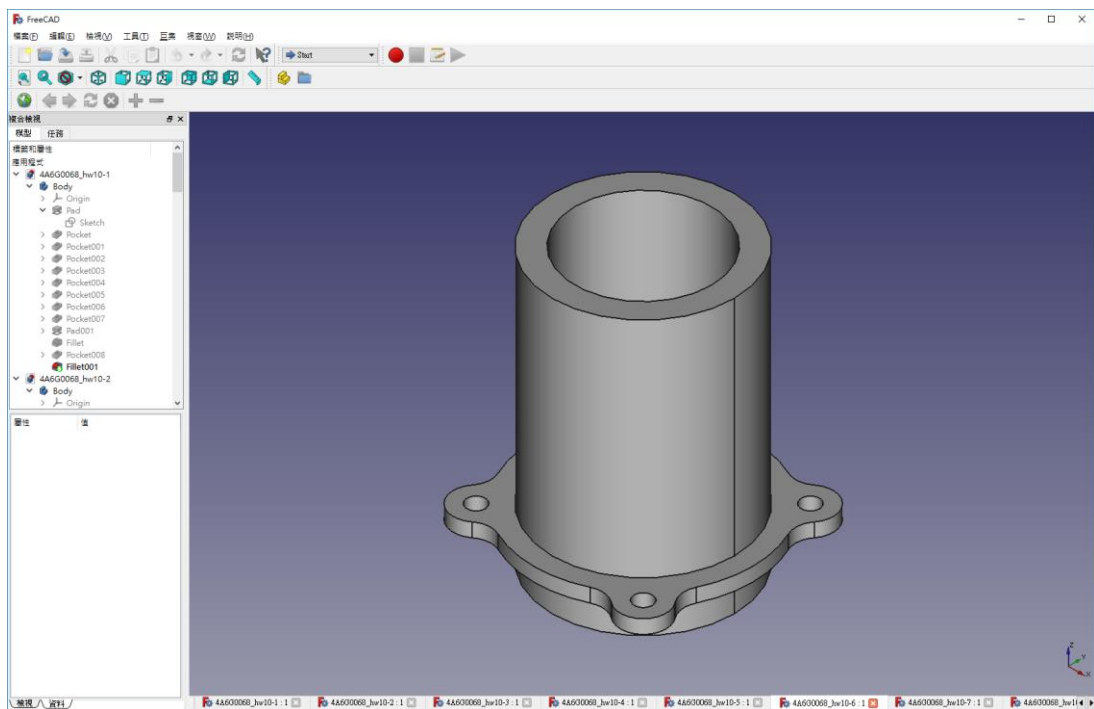 FreeCAD
檔案(F) 編輯(E) 檢視(V) 工具(T) 巨集 視窗(W) 說明(H)
Start
複合檢視
模型 任務
標籤和屬性
應用程式
4A6G0068_hw10-1
Body
Origin
Pad
Sketch
Pocket
Pocket001
Pocket002
Pocket003
Pocket004
Pocket005
Pocket006
Pocket007
Pad001
Fillet
Pocket008
Fillet001
4A6G0068_hw10-2
Body
Origin
屬性 值
Z
Y
X
檢視 資料 4A6G0068_hw10-1 : 1 4A6G0068_hw10-2 : 1 4A6G0068_hw10-3 : 1 4A6G0068_hw10-4 : 1 4A6G0068_hw10-5 : 1 4A6G0068_hw10-6 : 1 4A6G0068_hw10-7 : 1 4A6G0068_hw1